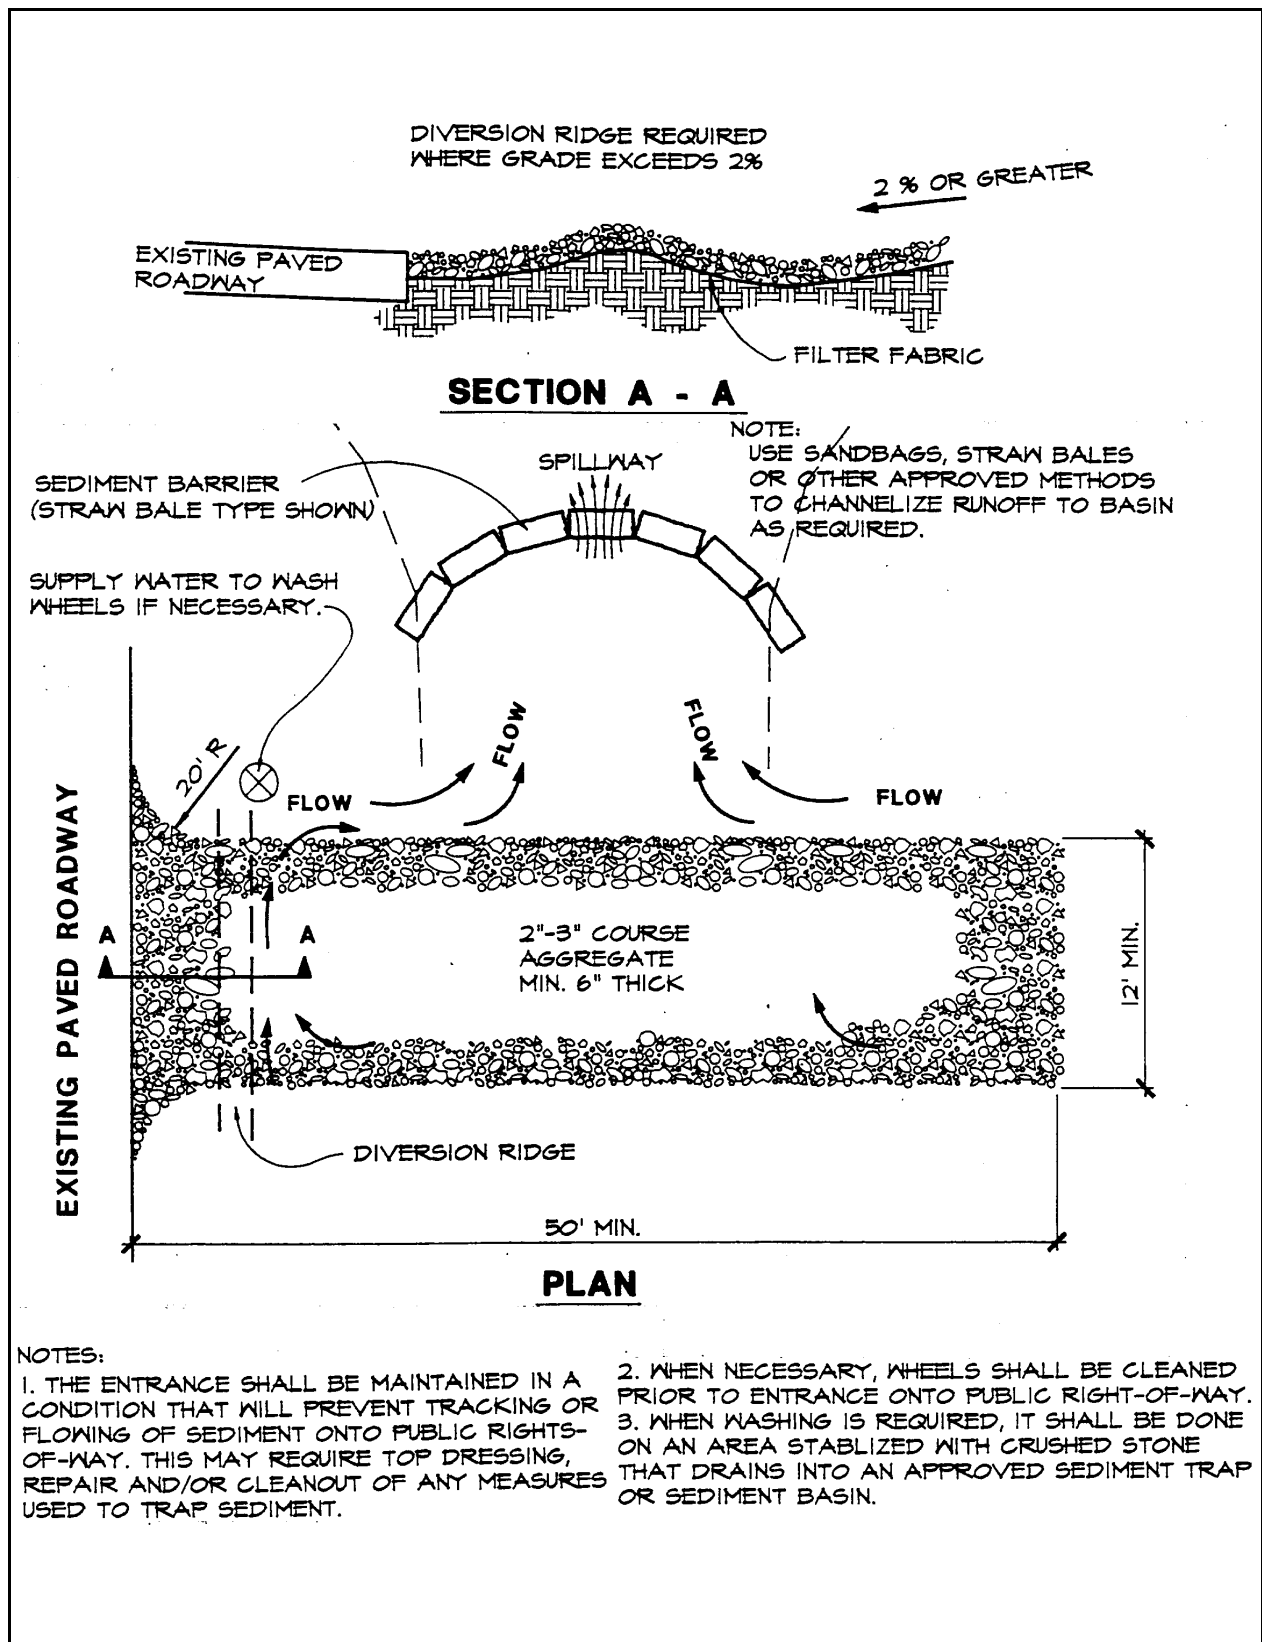 DIVERSION RIDGE REQUIRED
WHERE GRADE EXCEEDS 2%
2 % OR GREATER
EXISTING PAVED
ROADWAY
FILTER FABRIC
SECTION A - A
NOTE:
USE SANDBAGS, STRAW BALES
OR OTHER APPROVED METHODS
TO CHANNELIZE RUNOFF TO BASIN
AS REQUIRED.
SPILLWAY
SEDIMENT BARRIER
(STRAW BALE TYPE SHOWN)
SUPPLY WATER TO WASH
WHEELS IF NECESSARY.
FLOW
FLOW
20' R
FLOW
FLOW
EXISTING PAVED ROADWAY
A
A
2"-3" COURSE
AGGREGATE
MIN. 6" THICK
12' MIN.
DIVERSION RIDGE
50' MIN.
PLAN
NOTES:
1. THE ENTRANCE SHALL BE MAINTAINED IN A
CONDITION THAT WILL PREVENT TRACKING OR
FLOWING OF SEDIMENT ONTO PUBLIC RIGHTS-
OF-WAY. THIS MAY REQUIRE TOP DRESSING,
REPAIR AND/OR CLEANOUT OF ANY MEASURES
USED TO TRAP SEDIMENT.
2. WHEN NECESSARY, WHEELS SHALL BE CLEANED
PRIOR TO ENTRANCE ONTO PUBLIC RIGHT-OF-WAY.
3. WHEN WASHING IS REQUIRED, IT SHALL BE DONE
ON AN AREA STABLIZED WITH CRUSHED STONE
THAT DRAINS INTO AN APPROVED SEDIMENT TRAP
OR SEDIMENT BASIN.